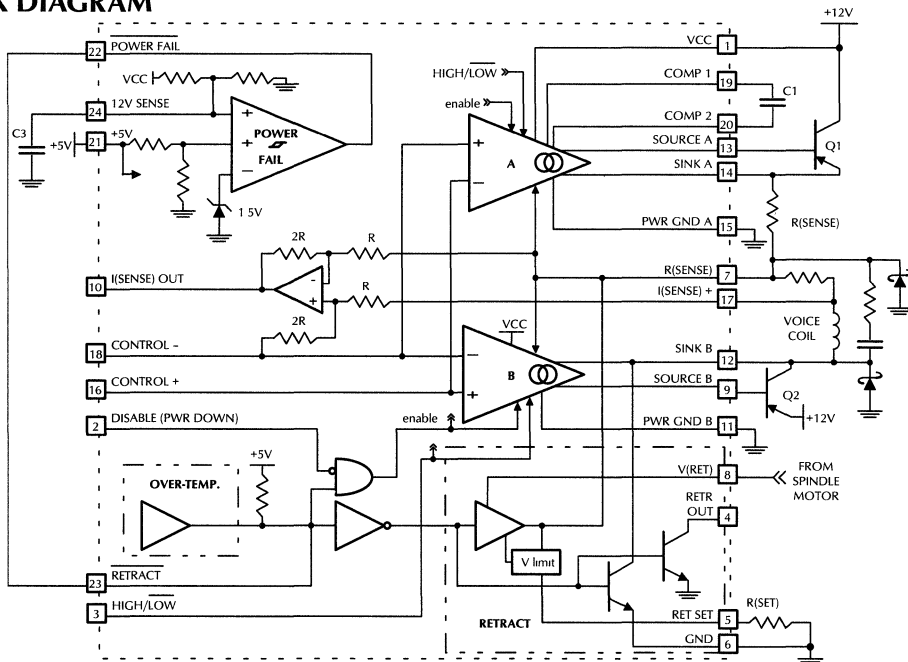 K DIAGRAM
+12V
22 POWER FAIL
VCC 1
VCC
HIGH/LOW
COMP 1 19
enable
C1
24 12V SENSE
C3
+5V 21 +5V
POWER FAIL
+
+
−
1 5V
COMP 2 20
SOURCE A 13
Q1
SINK A 14
+
−
A
R(SENSE)
PWR GND A 15
2R
R
R(SENSE) 7
10 I(SENSE) OUT
-
+
R
I(SENSE) + 17
2R
VCC
VOICE COIL
18 CONTROL −
SINK B 12
−
+
B
16 CONTROL +
SOURCE B 9
Q2
enable
+12V
2 DISABLE (PWR DOWN)
PWR GND B 11
+5V
OVER-TEMP.
V(RET) 8
FROM SPINDLE MOTOR
RETR OUT 4
V limit
23 RETRACT
3 HIGH/LOW
RETRACT
RET SET 5
R(SET)
GND 6